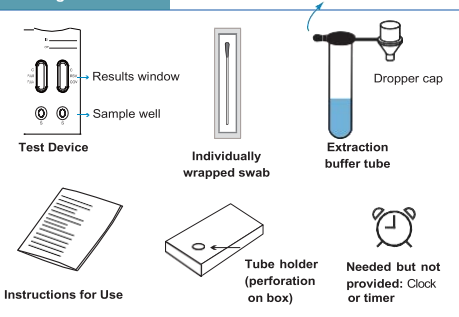 Results window
Sample well
Test Device
Individually
wrapped swab
Dropper cap
Extraction
buffer tube
Instructions for Use
Tube holder
(perforation
on box)
Needed but not
provided: Clock
or timer